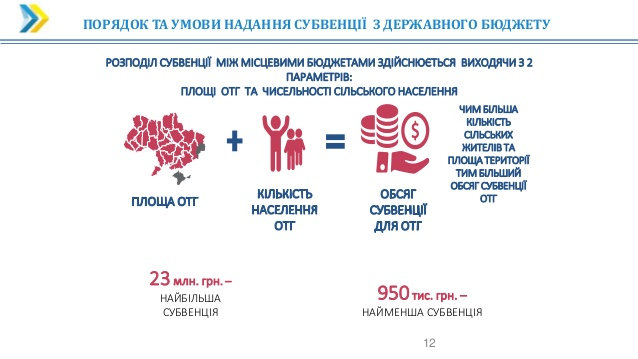 ПОРЯДОК ТА УМОВИ НАДАННЯ СУБВЕНЦІЇ З ДЕРЖАВНОГО БЮДЖЕТУ
РОЗПОДІЛ СУБВЕНЦІЇ МІЖ МІСЦЕВИМИ БЮДЖЕТАМИ ЗДІЙСНЮЄТЬСЯ ВИХОДЯЧИ З 2
ПАРАМЕТРІВ:
ПЛОЩІ ОТГ ТА ЧИСЕЛЬНОСТІ СІЛЬСЬКОГО НАСЕЛЕННЯ
+
=
$
ПЛОЩА ОТГ
КІЛЬКІСТЬ
НАСЕЛЕННЯ
ОТГ
ОБСЯГ
СУБВЕНЦІЇ
ДЛЯ ОТГ
ЧИМ БІЛЬША
КІЛЬКІСТЬ
СІЛЬСЬКИХ
ЖИТЕЛІВ ТА
ПЛОЩА ТЕРИТОРІЇ
ТИМ БІЛЬШИЙ
ОБСЯГ СУБВЕНЦІЇ
ОТГ
23 млн. грн. –
НАЙБІЛЬША
СУБВЕНЦІЯ
950 тис. грн. –
НАЙМЕНША СУБВЕНЦІЯ
12